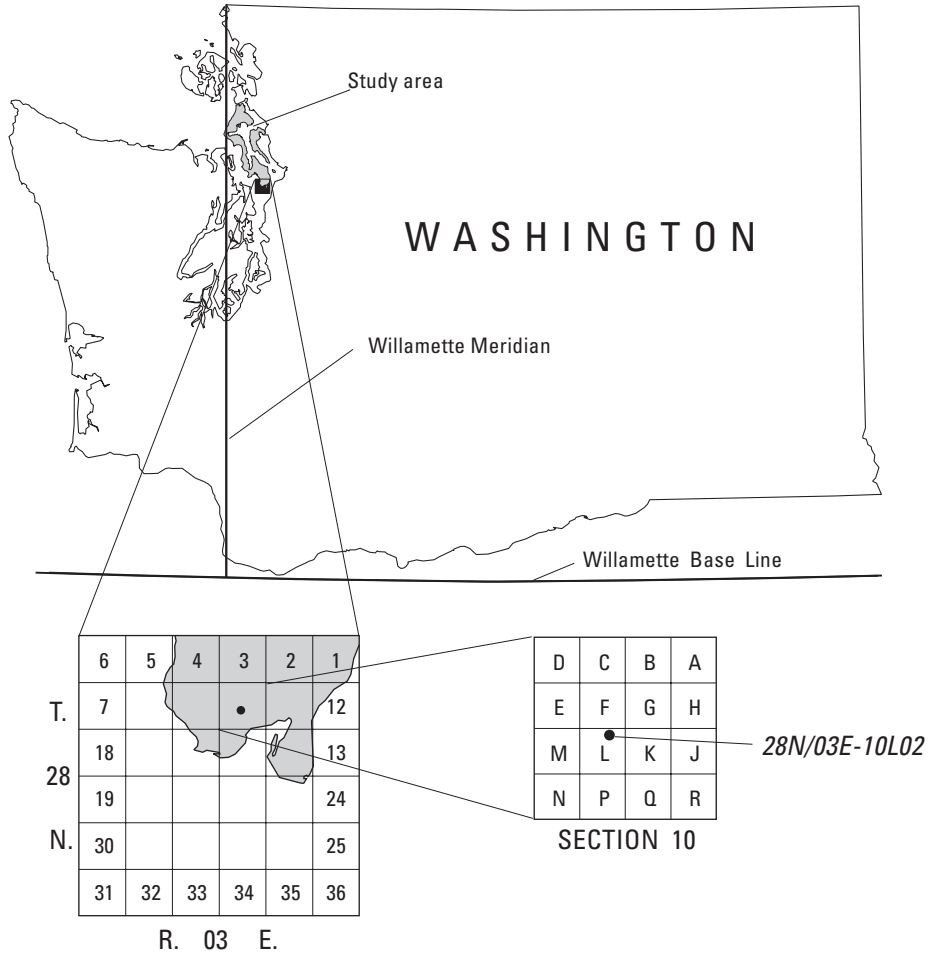 Study area
WASHINGTON
Willamette Meridian
Willamette Base Line
6 5 4 3 2 1
7 12
18 13
19 24
30 25
31 32 33 34 35 36
T.
28
N.
R. 03 E.
D C B A
E F G H
M L K J
N P Q R
28N/03E-10L02
SECTION 10